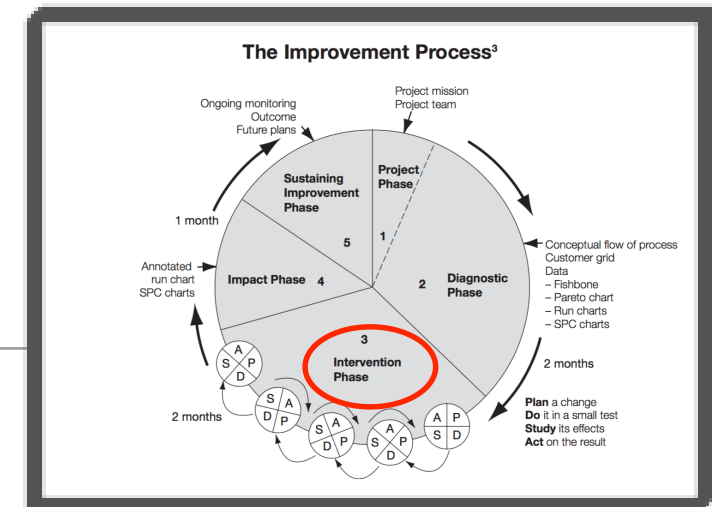 The Improvement Process³
Project mission
Project team
Ongoing monitoring
Outcome
Future plans
Project
Phase
1
Sustaining
Improvement
Phase
5
1 month
Conceptual flow of process
Customer grid
Data
– Fishbone
– Pareto chart
– Run charts
– SPC charts
2
Diagnostic
Phase
Annotated
run chart
SPC charts
Impact Phase 4
3
Intervention
Phase
2 months
Plan a change
Do it in a small test
Study its effects
Act on the result
A P
S D
A
S P
D
S A
D P
S A
D P
A
S P
D
2 months